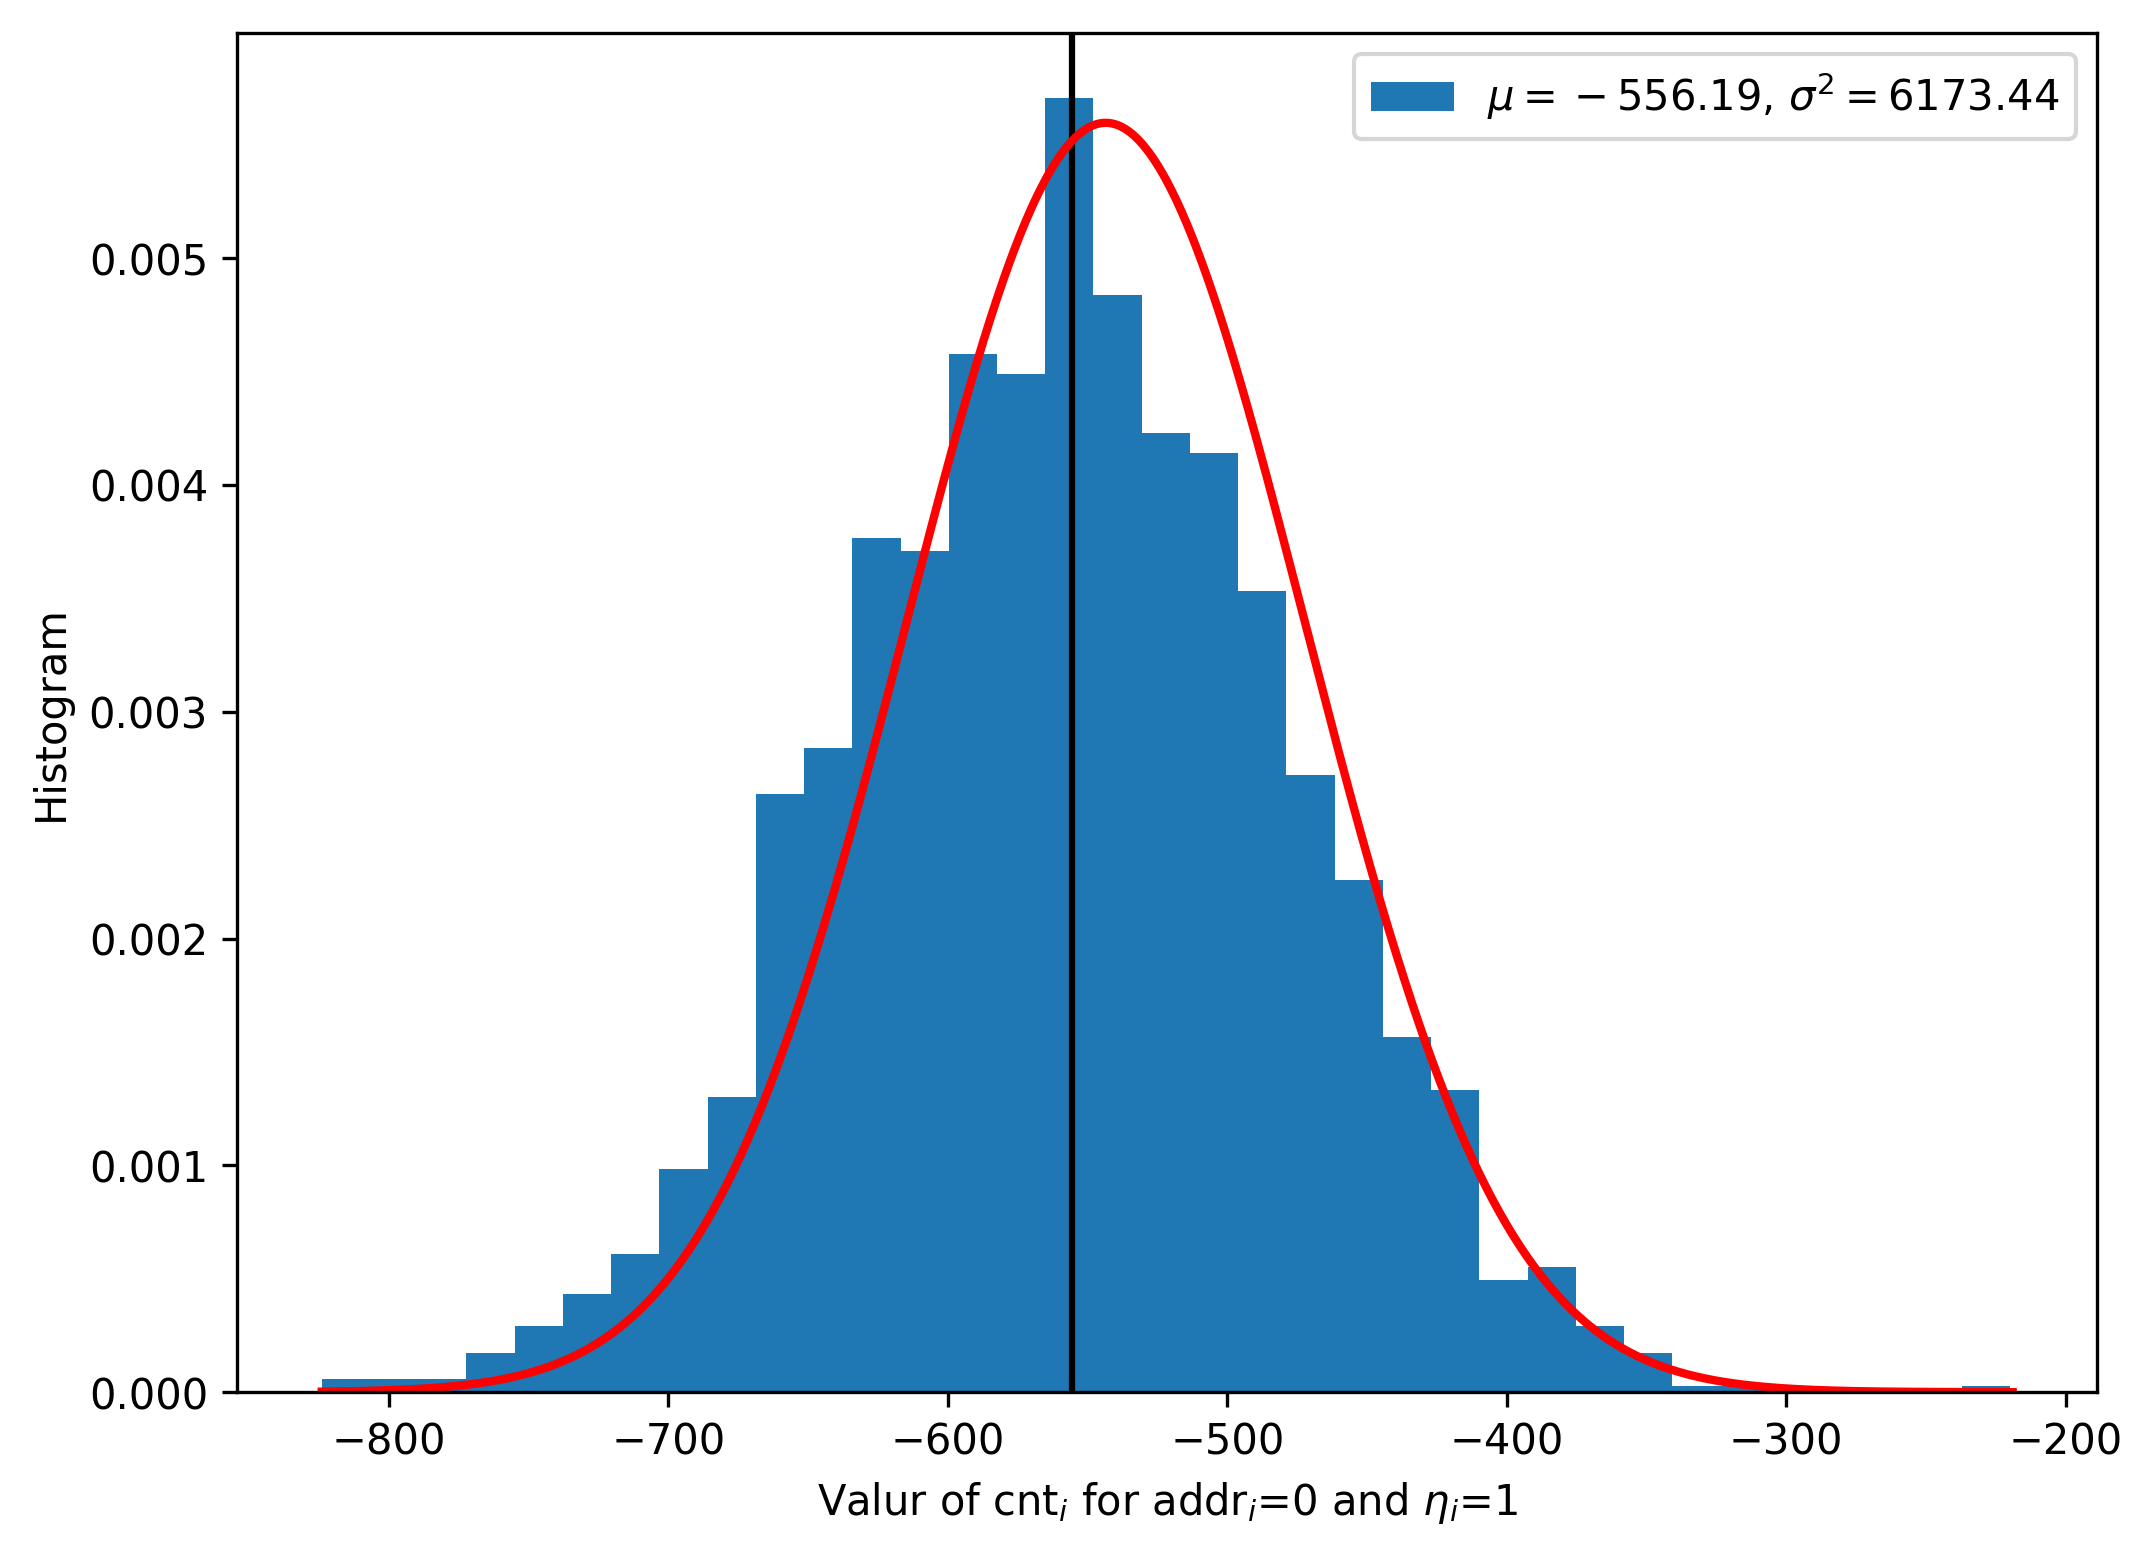 μ = −556.19, σ² = 6173.44
0.005
0.004
0.003
0.002
0.001
0.000
Histogram
−800 −700 −600 −500 −400 −300 −200
Valur of cntᵢ for addrᵢ=0 and ηᵢ=1